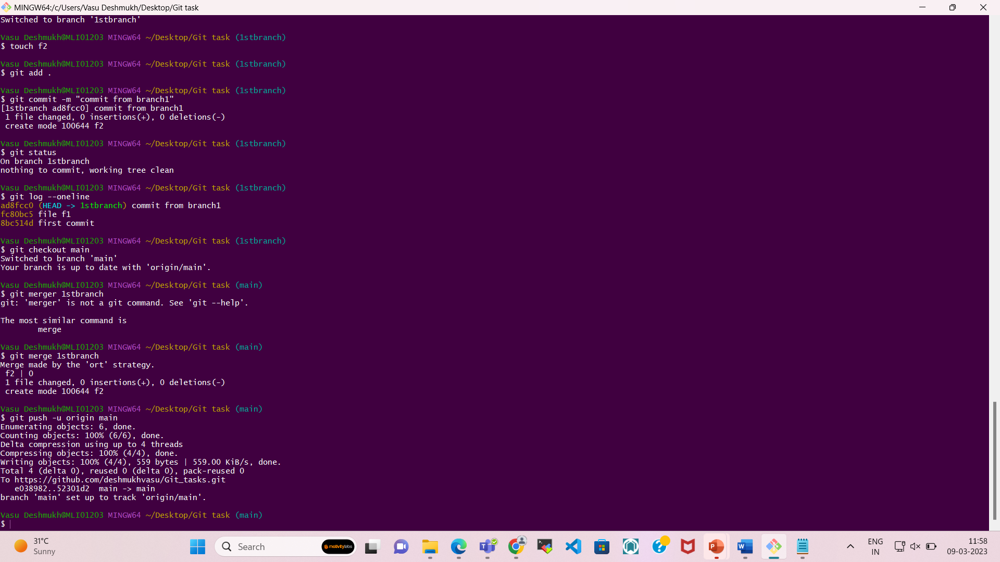 MINGW64:/c/Users/Vasu Deshmukh/Desktop/Git task
Switched to branch '1stbranch'
Vasu Deshmukh@MLI01203 MINGW64 ~/Desktop/Git task (1stbranch)
$ touch f2
Vasu Deshmukh@MLI01203 MINGW64 ~/Desktop/Git task (1stbranch)
$ git add .
Vasu Deshmukh@MLI01203 MINGW64 ~/Desktop/Git task (1stbranch)
$ git commit -m "commit from branch1"
[1stbranch ad8fcc0] commit from branch1
 1 file changed, 0 insertions(+), 0 deletions(-)
 create mode 100644 f2
Vasu Deshmukh@MLI01203 MINGW64 ~/Desktop/Git task (1stbranch)
$ git status
On branch 1stbranch
nothing to commit, working tree clean
Vasu Deshmukh@MLI01203 MINGW64 ~/Desktop/Git task (1stbranch)
$ git log --oneline
ad8fcc0 (HEAD -> 1stbranch) commit from branch1
fc80bc5 file f1
8bc514d first commit
Vasu Deshmukh@MLI01203 MINGW64 ~/Desktop/Git task (1stbranch)
$ git checkout main
Switched to branch 'main'
Your branch is up to date with 'origin/main'.
Vasu Deshmukh@MLI01203 MINGW64 ~/Desktop/Git task (main)
$ git merger 1stbranch
git: 'merger' is not a git command. See 'git --help'.
The most similar command is
        merge
Vasu Deshmukh@MLI01203 MINGW64 ~/Desktop/Git task (main)
$ git merge 1stbranch
Merge made by the 'ort' strategy.
 f2 | 0
 1 file changed, 0 insertions(+), 0 deletions(-)
 create mode 100644 f2
Vasu Deshmukh@MLI01203 MINGW64 ~/Desktop/Git task (main)
$ git push -u origin main
Enumerating objects: 6, done.
Counting objects: 100% (6/6), done.
Delta compression using up to 4 threads
Compressing objects: 100% (4/4), done.
Writing objects: 100% (4/4), 559 bytes | 559.00 KiB/s, done.
Total 4 (delta 0), reused 0 (delta 0), pack-reused 0
To https://github.com/deshmukhvasu/Git_tasks.git
   e038982..52301d2  main -> main
branch 'main' set up to track 'origin/main'.
Vasu Deshmukh@MLI01203 MINGW64 ~/Desktop/Git task (main)
$
31°C
Sunny
Search
motivitylabs
ENG
IN
11:58
09-03-2023